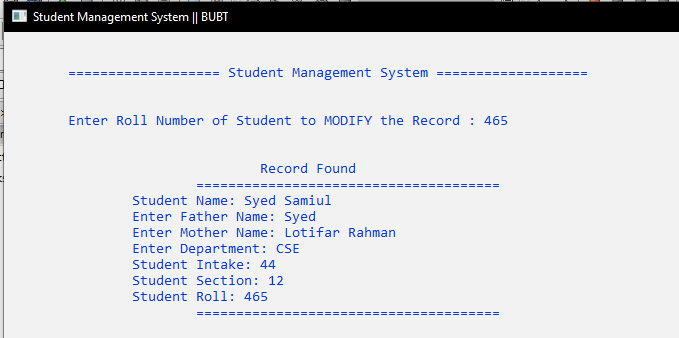 Student Management System || BUBT
=================== Student Management System ===================
Enter Roll Number of Student to MODIFY the Record : 465
Record Found
======================================
Student Name: Syed Samiul
Enter Father Name: Syed
Enter Mother Name: Lotifar Rahman
Enter Department: CSE
Student Intake: 44
Student Section: 12
Student Roll: 465
======================================